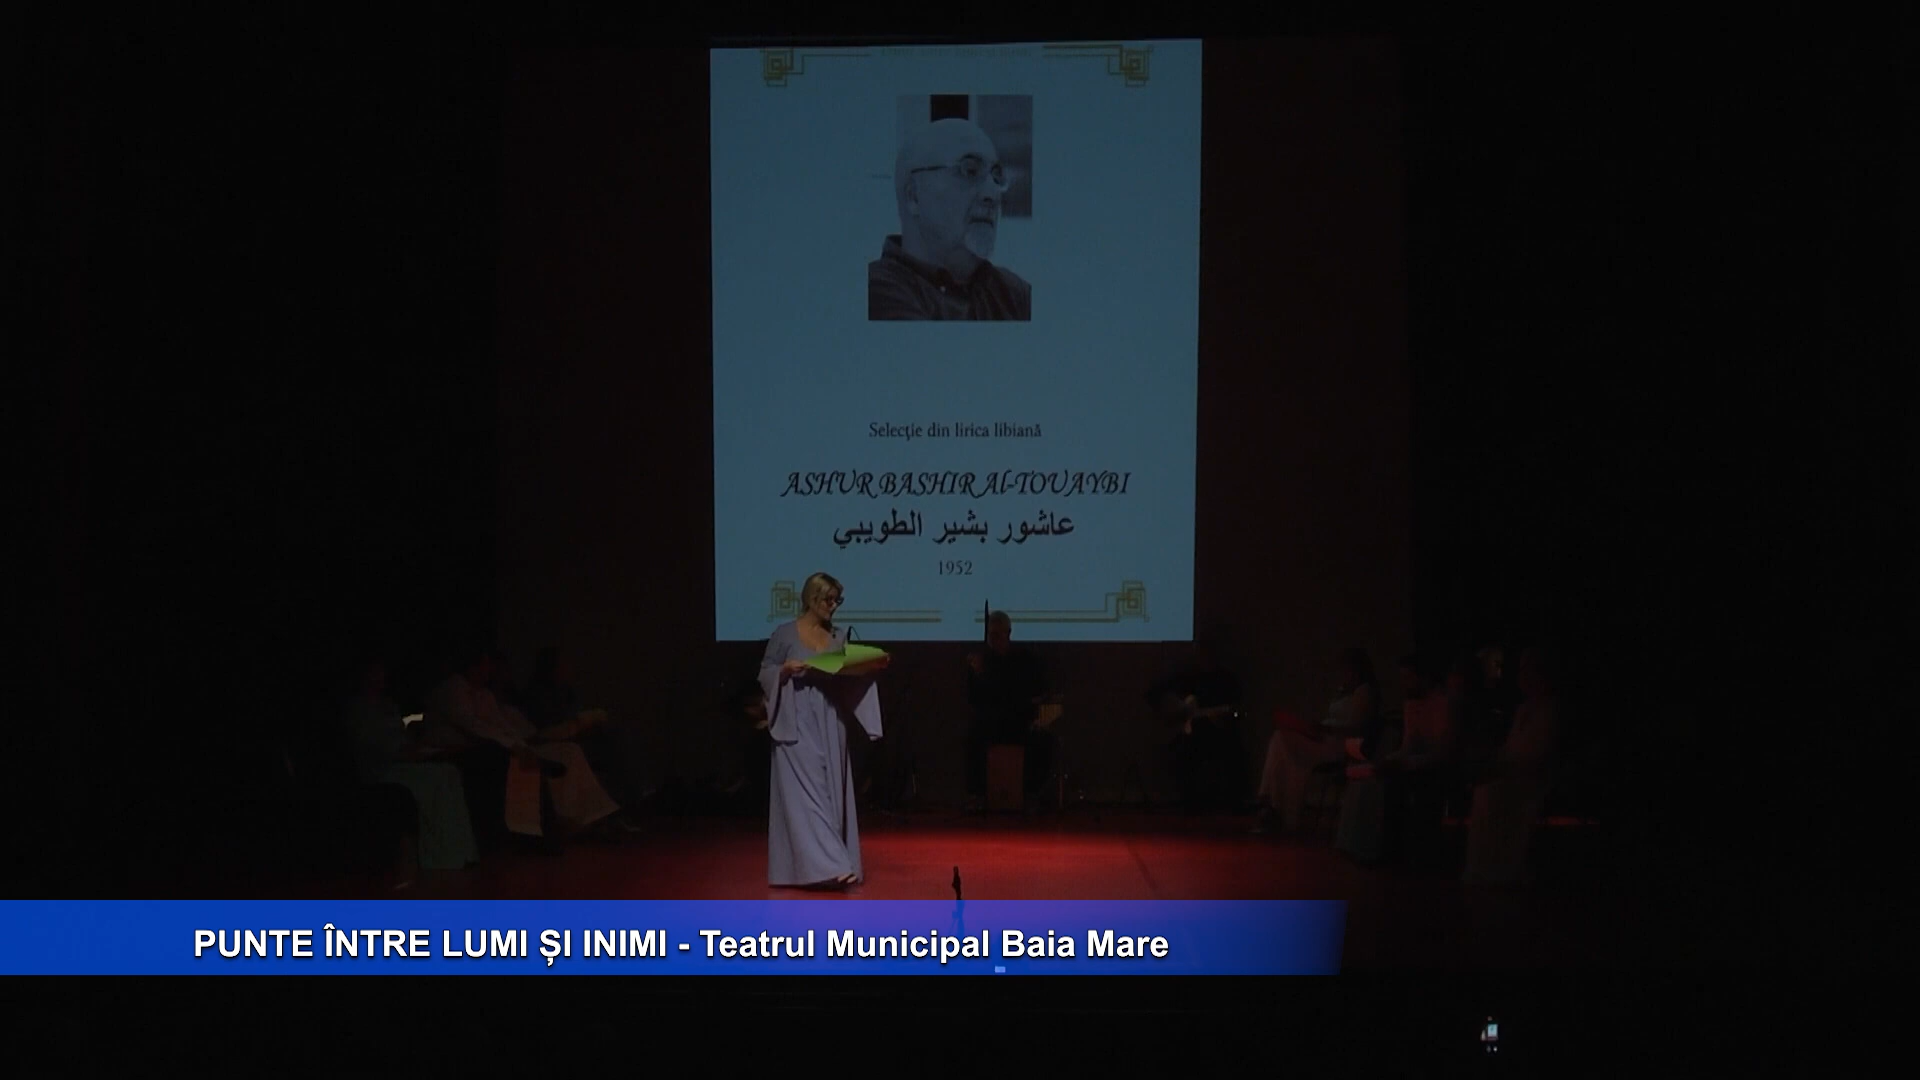 Selecţie din lirica libiană
ASHUR BASHIR Al-TOUAYBI
عاشور بشير الطويبي
1952
PUNTE ÎNTRE LUMI ȘI INIMI - Teatrul Municipal Baia Mare